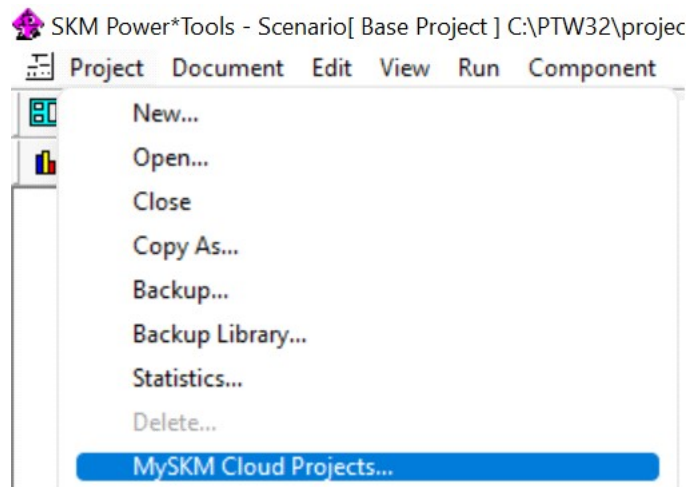 SKM Power*Tools - Scenario[ Base Project ] C:\PTW32\projec
Project Document Edit View Run Component
New...
Open...
Close
Copy As...
Backup...
Backup Library...
Statistics...
Delete...
MySKM Cloud Projects...